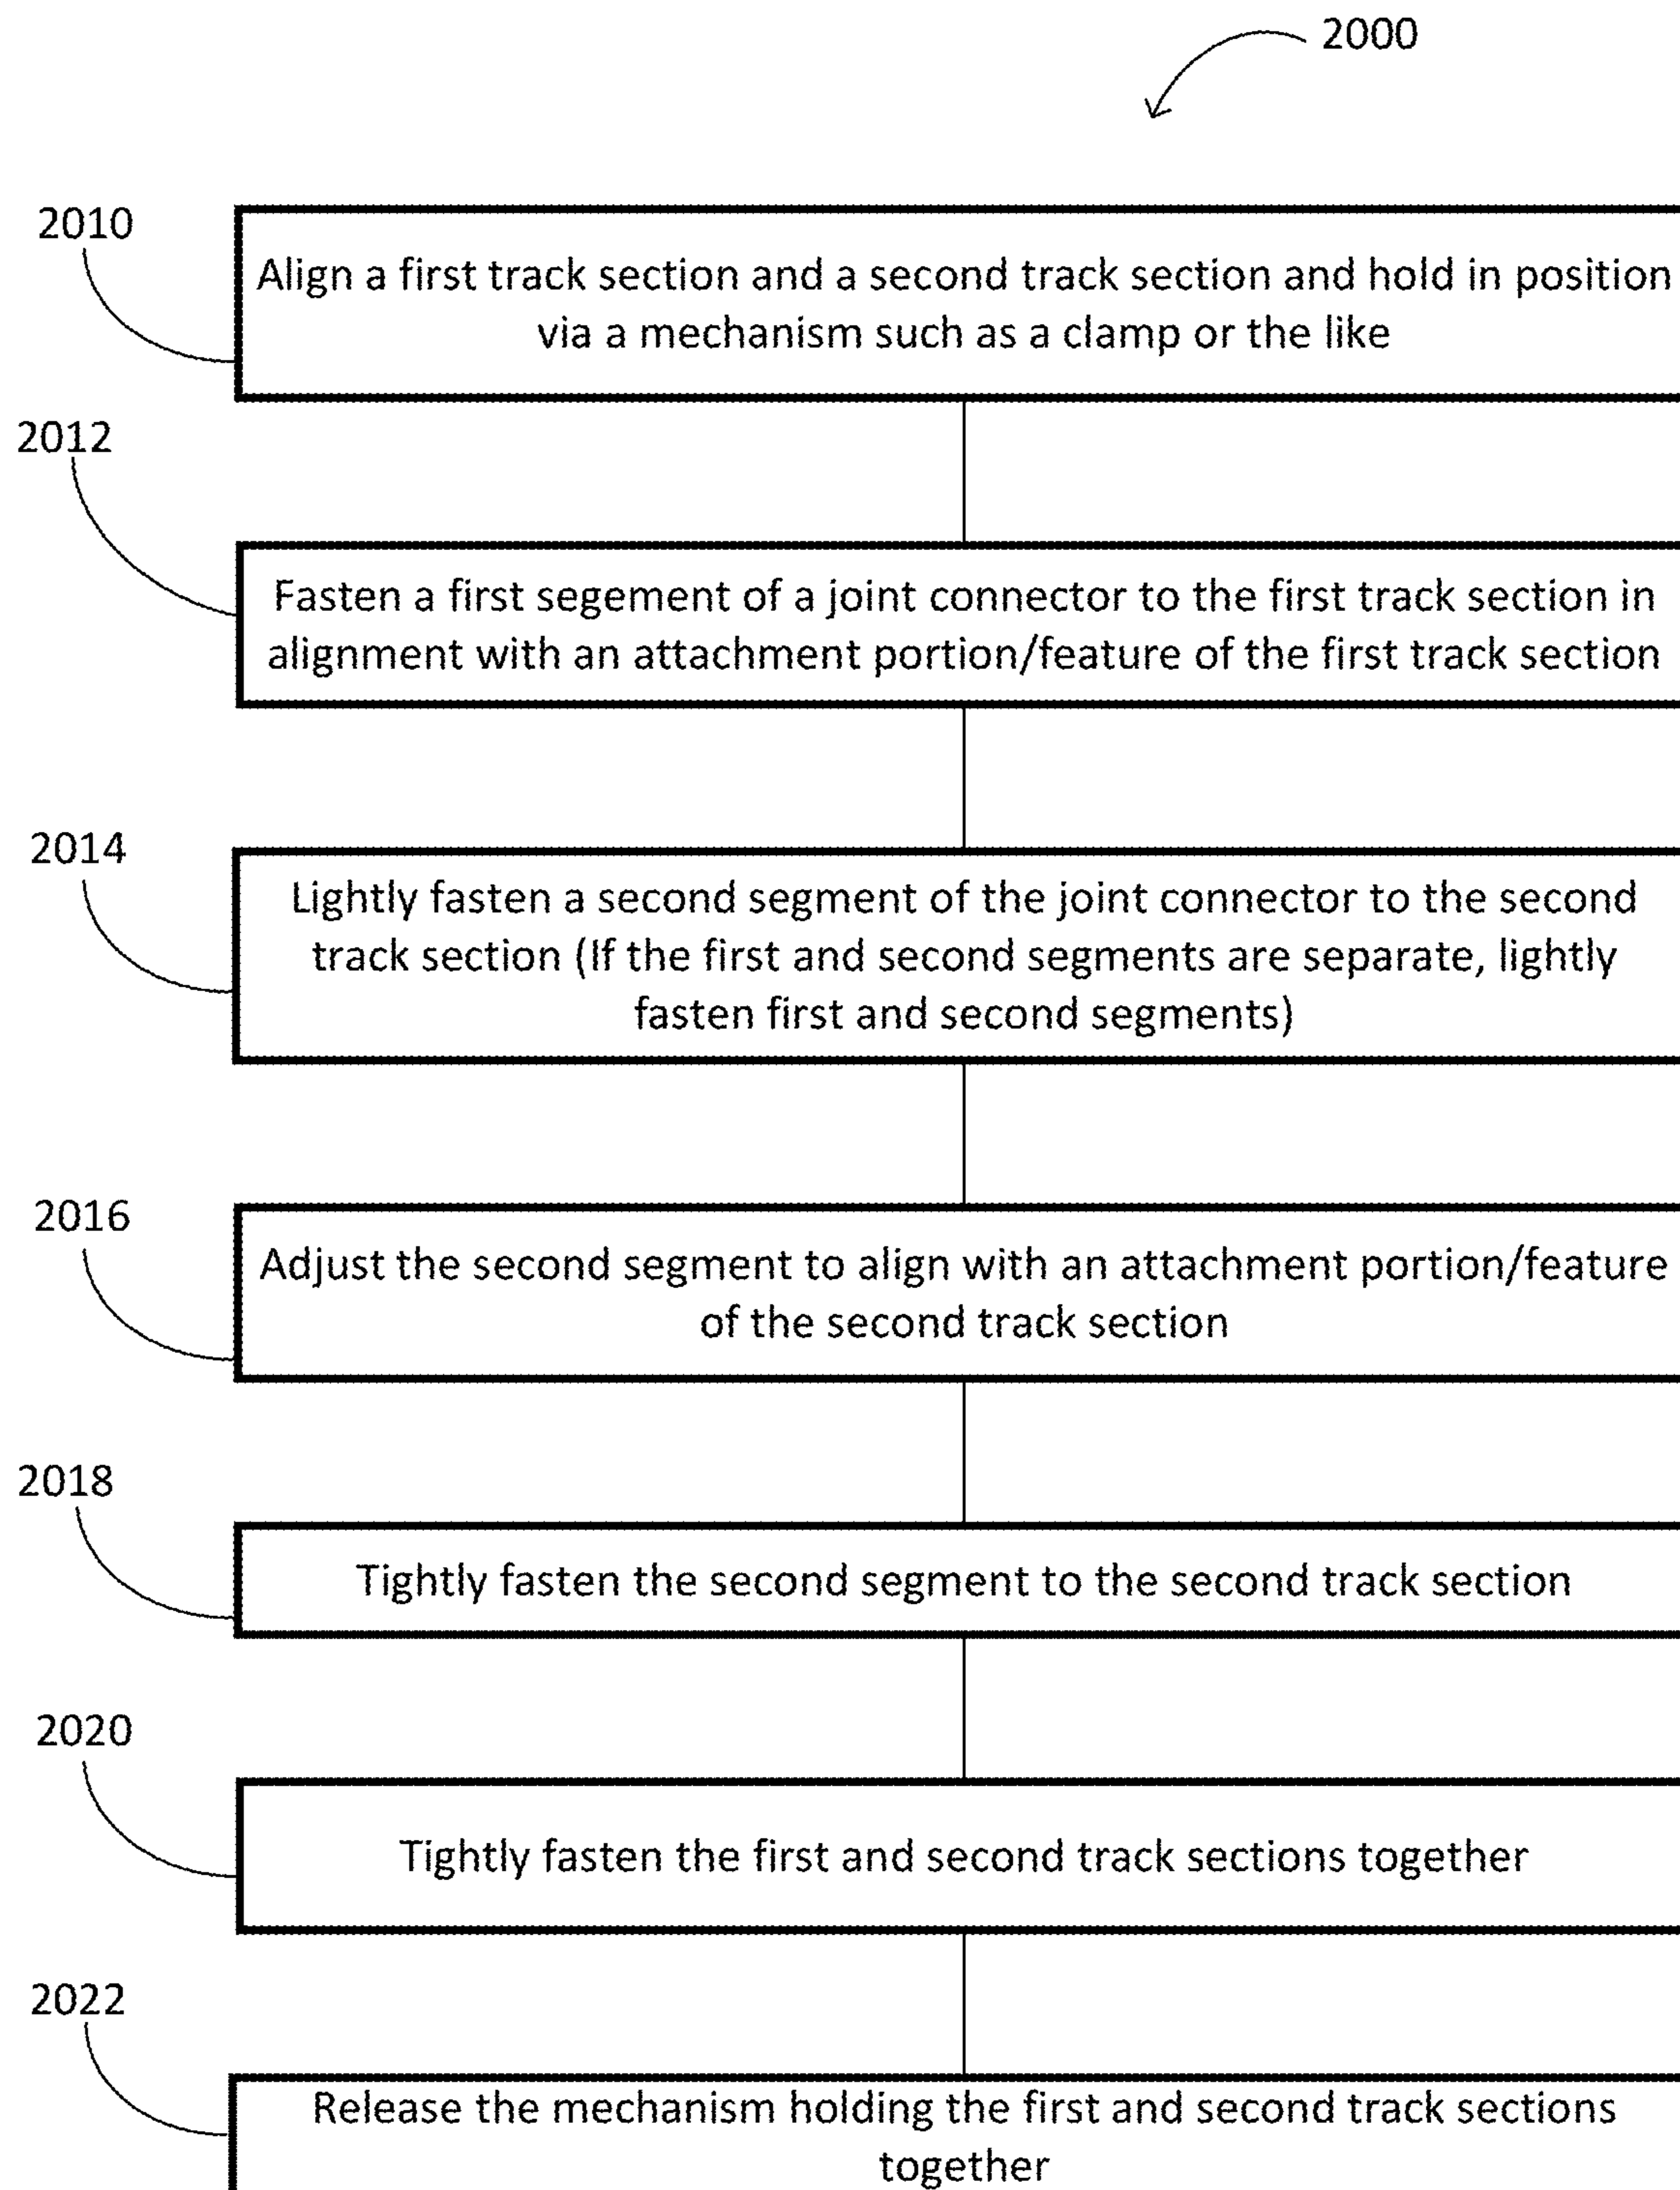 2000
2010
Align a first track section and a second track section and hold in position
via a mechanism such as a clamp or the like
2012
Fasten a first segement of a joint connector to the first track section in
alignment with an attachment portion/feature of the first track section
2014
Lightly fasten a second segment of the joint connector to the second
track section (If the first and second segments are separate, lightly
fasten first and second segments)
2016
Adjust the second segment to align with an attachment portion/feature
of the second track section
2018
Tightly fasten the second segment to the second track section
2020
Tightly fasten the first and second track sections together
2022
Release the mechanism holding the first and second track sections
together